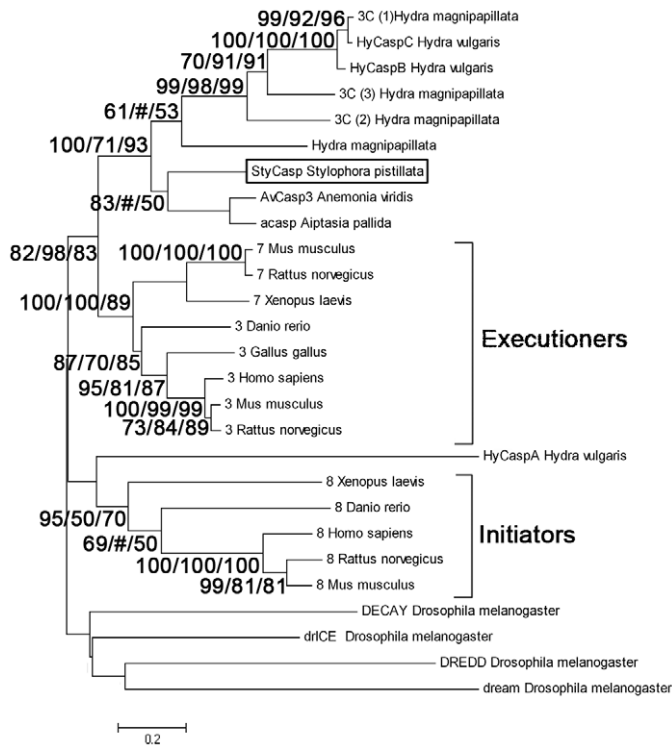 99/92/96
3C (1)Hydra magnipapillata
100/100/100
HyCaspC Hydra vulgaris
70/91/91
HyCaspB Hydra vulgaris
99/98/99
3C (3) Hydra magnipapillata
61/#/53
3C (2) Hydra magnipapillata
100/71/93
Hydra magnipapillata
StyCasp Stylophora pistillata
83/#/50
AvCasp3 Anemonia viridis
acasp Aiptasia pallida
82/98/83
100/100/100
7 Mus musculus
7 Rattus norvegicus
100/100/89
7 Xenopus laevis
3 Danio rerio
Executioners
87/70/85
3 Gallus gallus
95/81/87
3 Homo sapiens
100/99/99
3 Mus musculus
73/84/89
3 Rattus norvegicus
HyCaspA Hydra vulgaris
8 Xenopus laevis
95/50/70
8 Danio rerio
Initiators
69/#/50
8 Homo sapiens
100/100/100
8 Rattus norvegicus
99/81/81
8 Mus musculus
DECAY Drosophila melanogaster
drICE Drosophila melanogaster
DREDD Drosophila melanogaster
dream Drosophila melanogaster
0.2